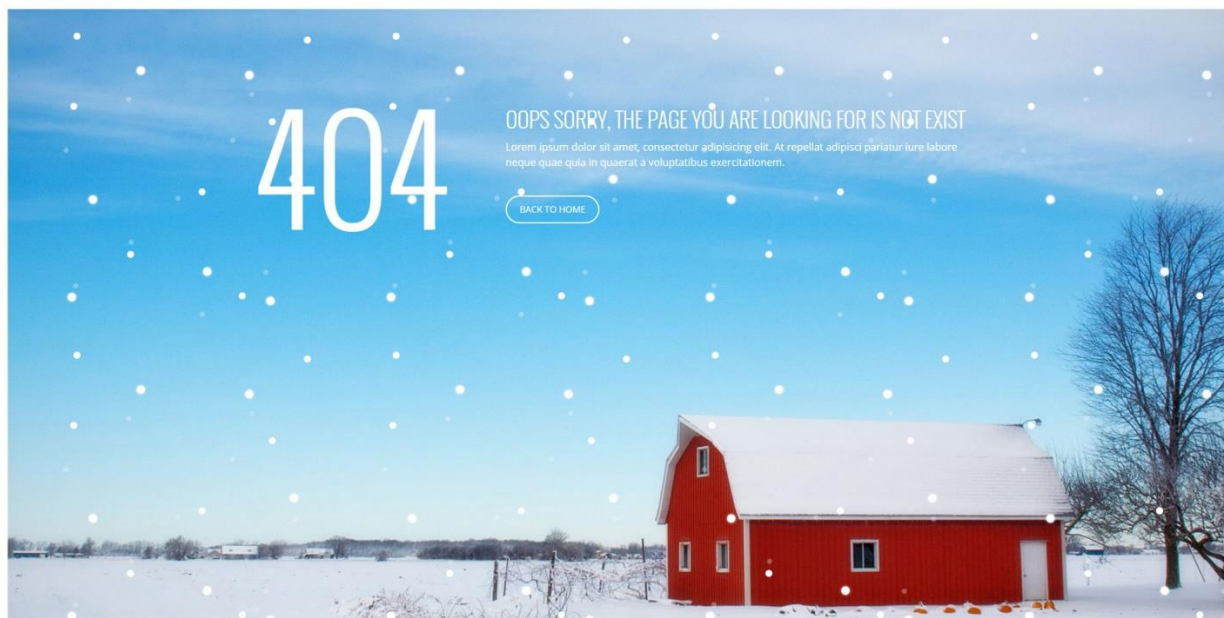 404
OOPS SORRY, THE PAGE YOU ARE LOOKING FOR IS NOT EXIST
Lorem ipsum dolor sit amet, consectetur adipisicing elit. At repellat adipisci pariatur iure labore
neque quae quia in quaerat a voluptatibus exercitationem.
BACK TO HOME